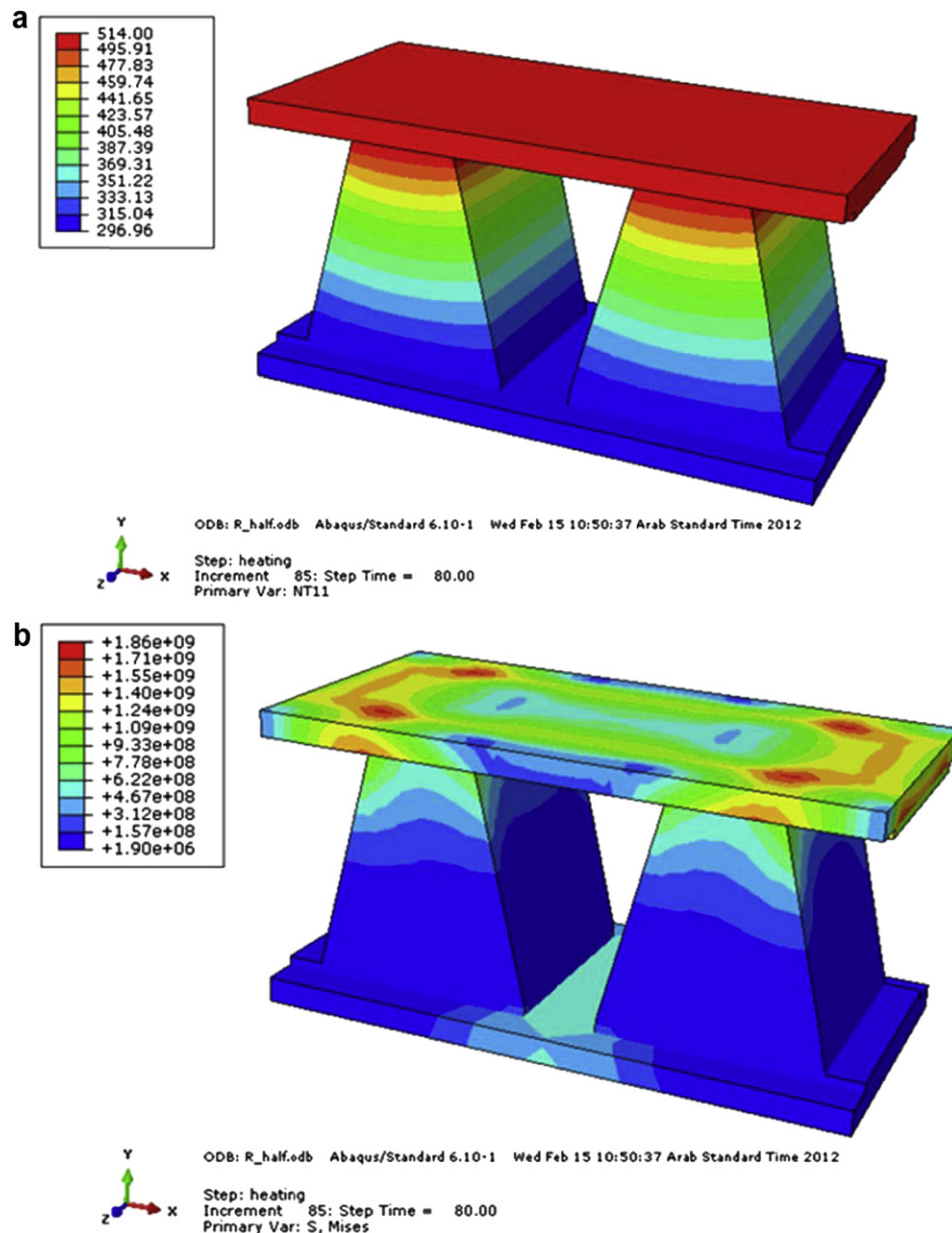 a
514.00
495.91
477.83
459.74
441.65
423.57
405.48
387.39
369.31
351.22
333.13
315.04
296.96
Y
Z
X
ODB: R_half.odb Abaqus/Standard 6.10-1 Wed Feb 15 10:50:37 Arab Standard Time 2012
Step: heating
Increment 85: Step Time = 80.00
Primary Var: NT11
b
+1.86e+09
+1.71e+09
+1.55e+09
+1.40e+09
+1.24e+09
+1.09e+09
+9.33e+08
+7.78e+08
+6.22e+08
+4.67e+08
+3.12e+08
+1.57e+08
+1.90e+06
Y
Z
X
ODB: R_half.odb Abaqus/Standard 6.10-1 Wed Feb 15 10:50:37 Arab Standard Time 2012
Step: heating
Increment 85: Step Time = 80.00
Primary Var: S, Mises